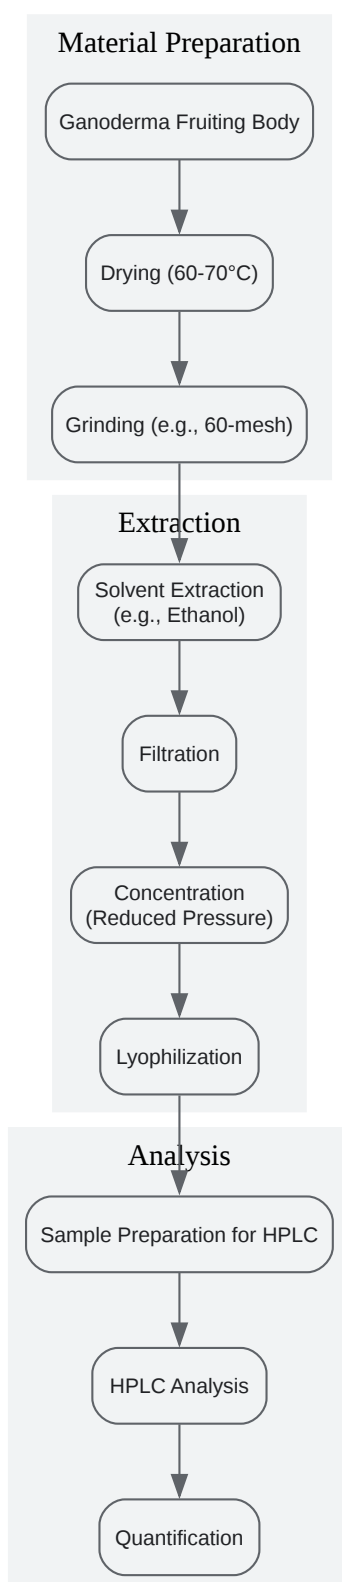 Material Preparation
Ganoderma Fruiting Body
Drying (60-70°C)
Grinding (e.g., 60-mesh)
Extraction
Solvent Extraction
(e.g., Ethanol)
Filtration
Concentration
(Reduced Pressure)
Lyophilization
Analysis
Sample Preparation for HPLC
HPLC Analysis
Quantification